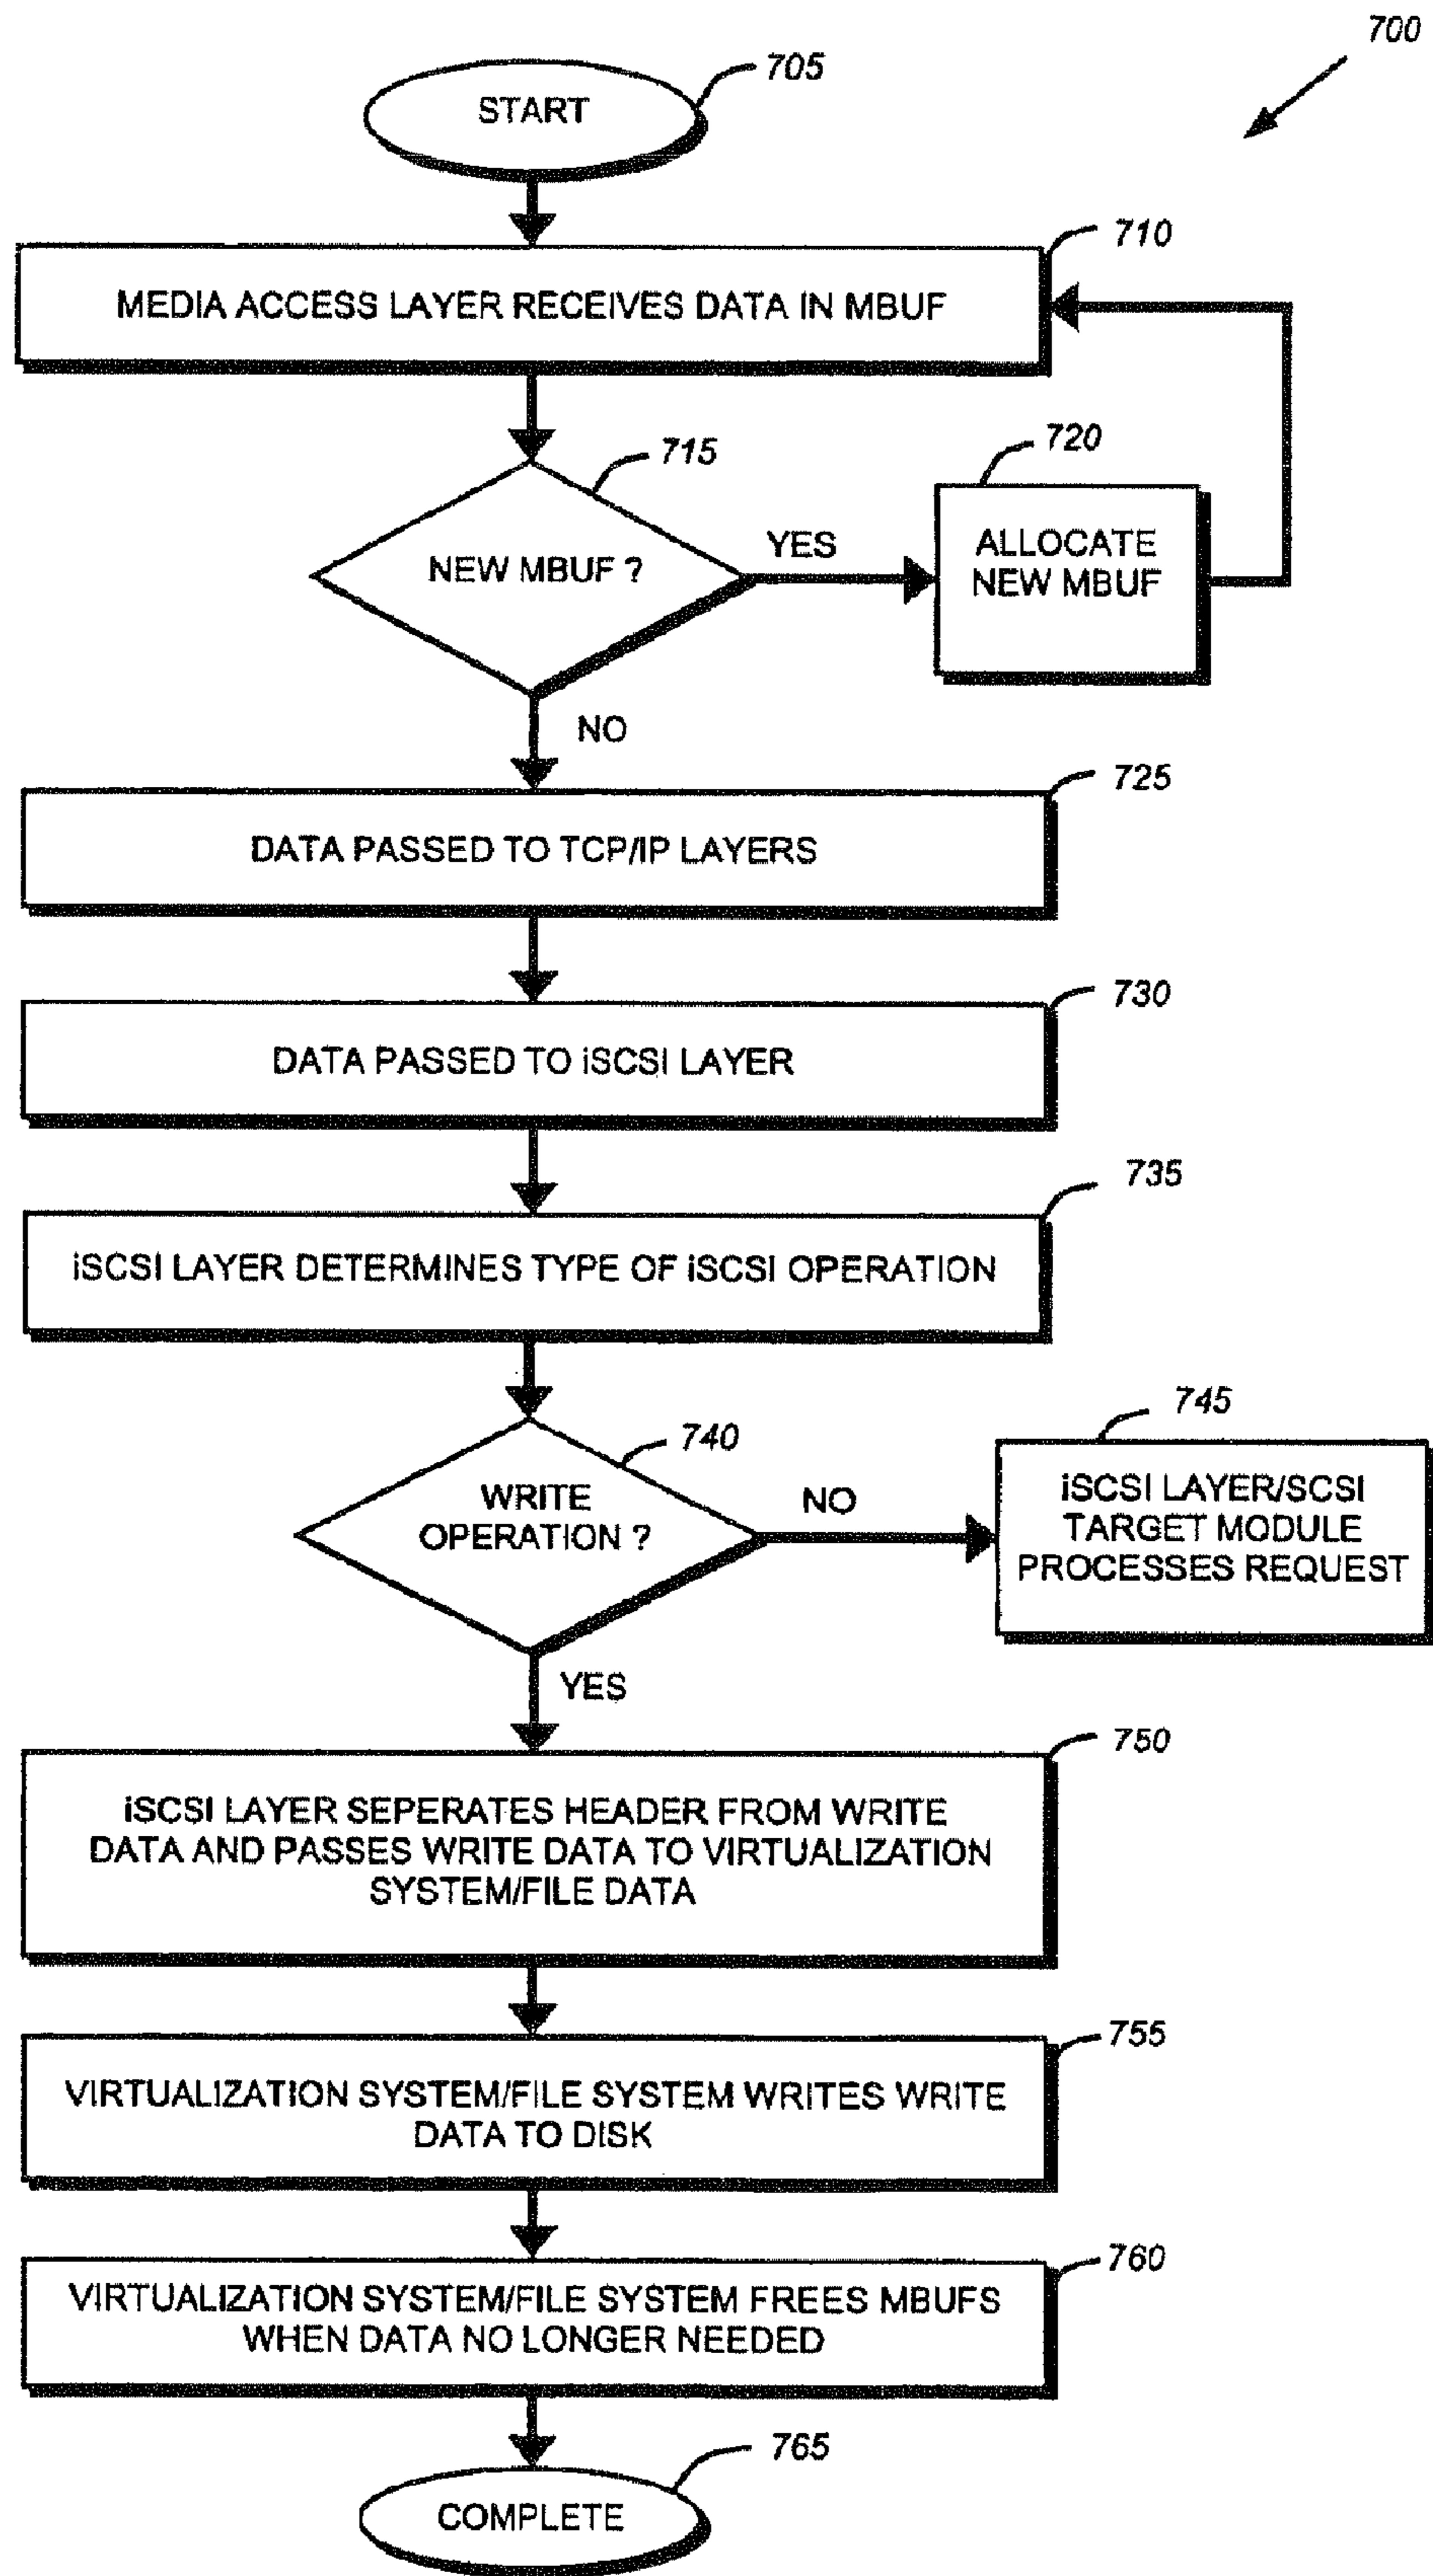 700
705
START
710
MEDIA ACCESS LAYER RECEIVES DATA IN MBUF
715
720
NEW MBUF ?
YES
ALLOCATE
NEW MBUF
NO
725
DATA PASSED TO TCP/IP LAYERS
730
DATA PASSED TO iSCSI LAYER
735
iSCSI LAYER DETERMINES TYPE OF iSCSI OPERATION
740
745
WRITE
OPERATION ?
NO
iSCSI LAYER/SCSI
TARGET MODULE
PROCESSES REQUEST
YES
750
iSCSI LAYER SEPERATES HEADER FROM WRITE
DATA AND PASSES WRITE DATA TO VIRTUALIZATION
SYSTEM/FILE DATA
755
VIRTUALIZATION SYSTEM/FILE SYSTEM WRITES WRITE
DATA TO DISK
760
VIRTUALIZATION SYSTEM/FILE SYSTEM FREES MBUFS
WHEN DATA NO LONGER NEEDED
765
COMPLETE